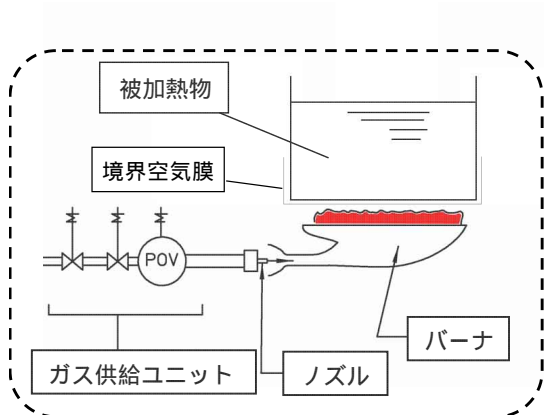 被加熱物
境界空気膜
POV
バーナ
ガス供給ユニット
ノズル